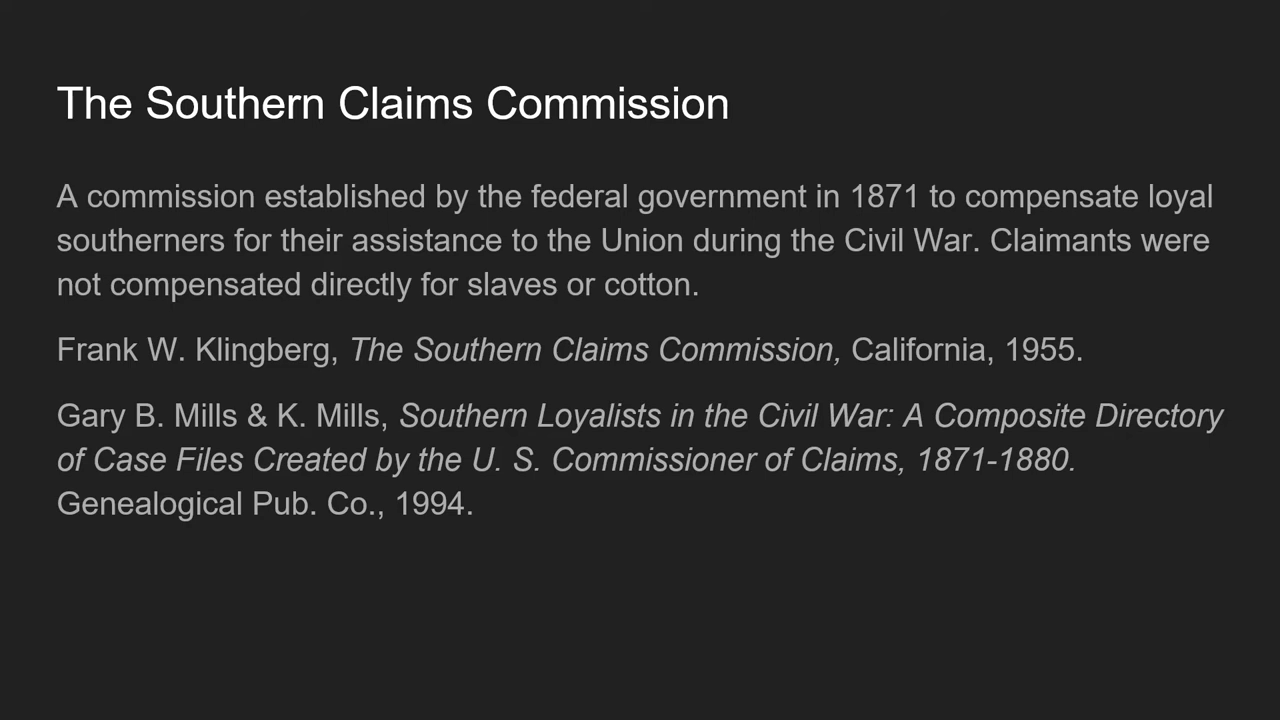 The Southern Claims Commission
A commission established by the federal government in 1871 to compensate loyal
southerners for their assistance to the Union during the Civil War. Claimants were
not compensated directly for slaves or cotton.
Frank W. Klingberg, The Southern Claims Commission, California, 1955.
Gary B. Mills & K. Mills, Southern Loyalists in the Civil War: A Composite Directory
of Case Files Created by the U. S. Commissioner of Claims, 1871-1880.
Genealogical Pub. Co., 1994.